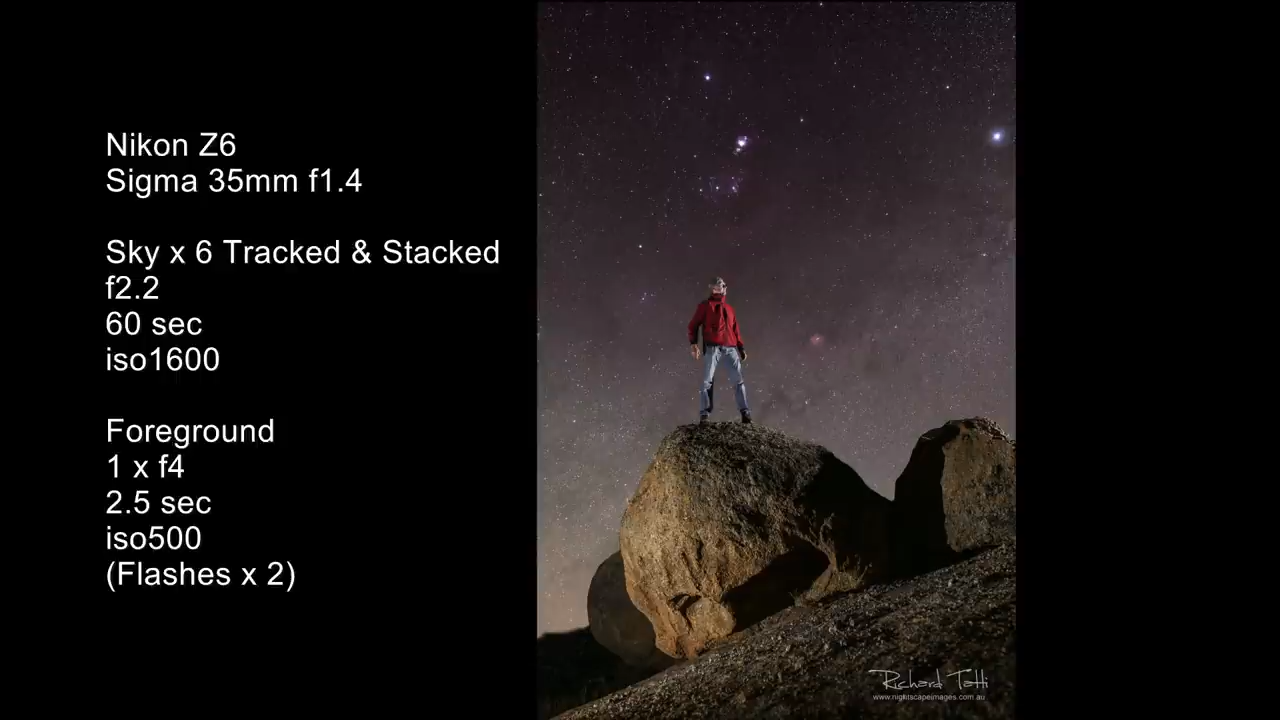 Nikon Z6
Sigma 35mm f1.4
Sky x 6 Tracked & Stacked
f2.2
60 sec
iso1600
Foreground
1 x f4
2.5 sec
iso500
(Flashes x 2)
Richard Tatti
www.nightscapeimages.com.au